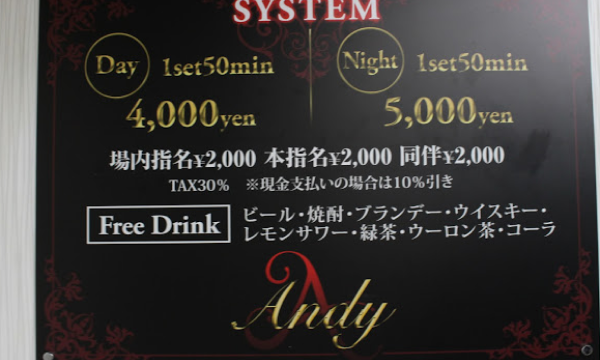 SYSTEM
Day 1set50min
4,000yen
Night 1set50min
5,000yen
場内指名¥2,000 本指名¥2,000 同伴¥2,000
TAX30% ※現金支払いの場合は10%引き
Free Drink
ビール・焼酎・ブランデー・ウイスキー・
レモンサワー・緑茶・ウーロン茶・コーラ
Andy